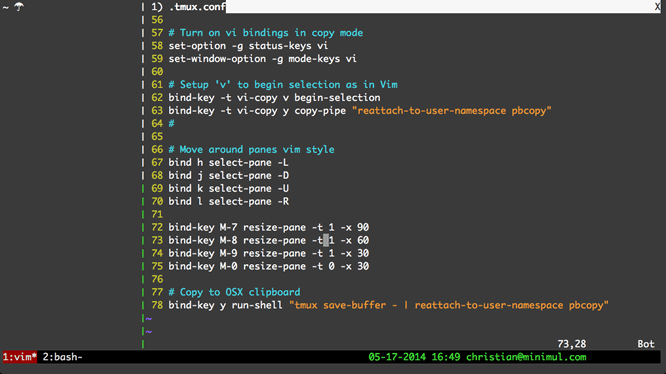 ~ ☂
1) .tmux.conf X
56
57 # Turn on vi bindings in copy mode
58 set-option -g status-keys vi
59 set-window-option -g mode-keys vi
60
61 # Setup 'v' to begin selection as in Vim
62 bind-key -t vi-copy v begin-selection
63 bind-key -t vi-copy y copy-pipe "reattach-to-user-namespace pbcopy"
64 #
65
66 # Move around panes vim style
67 bind h select-pane -L
68 bind j select-pane -D
69 bind k select-pane -U
70 bind l select-pane -R
71
72 bind-key M-7 resize-pane -t 1 -x 90
73 bind-key M-8 resize-pane -t 1 -x 60
74 bind-key M-9 resize-pane -t 1 -x 30
75 bind-key M-0 resize-pane -t 0 -x 30
76
77 # Copy to OSX clipboard
78 bind-key y run-shell "tmux save-buffer - | reattach-to-user-namespace pbcopy"
~
~
73,28 Bot
1:vim* 2:bash- 05-17-2014 16:49 christian@minimul.com